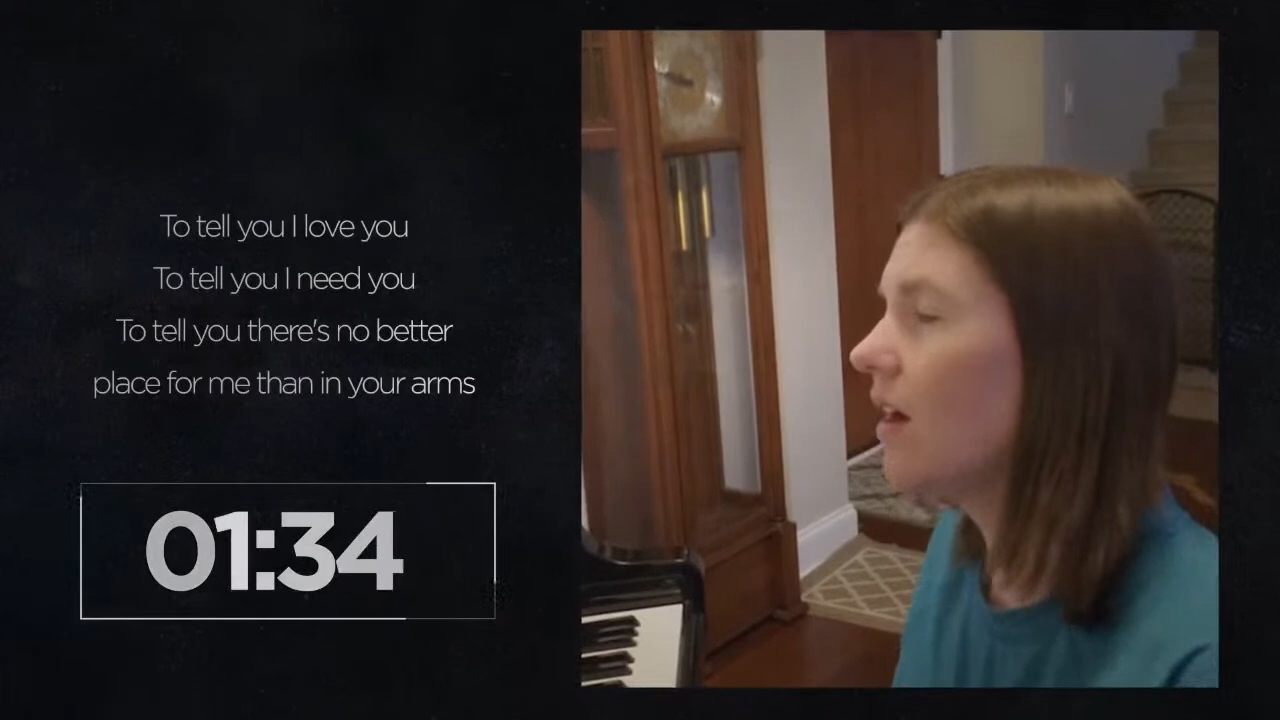 To tell you I love you
To tell you I need you
To tell you there's no better
place for me than in your arms
01:34